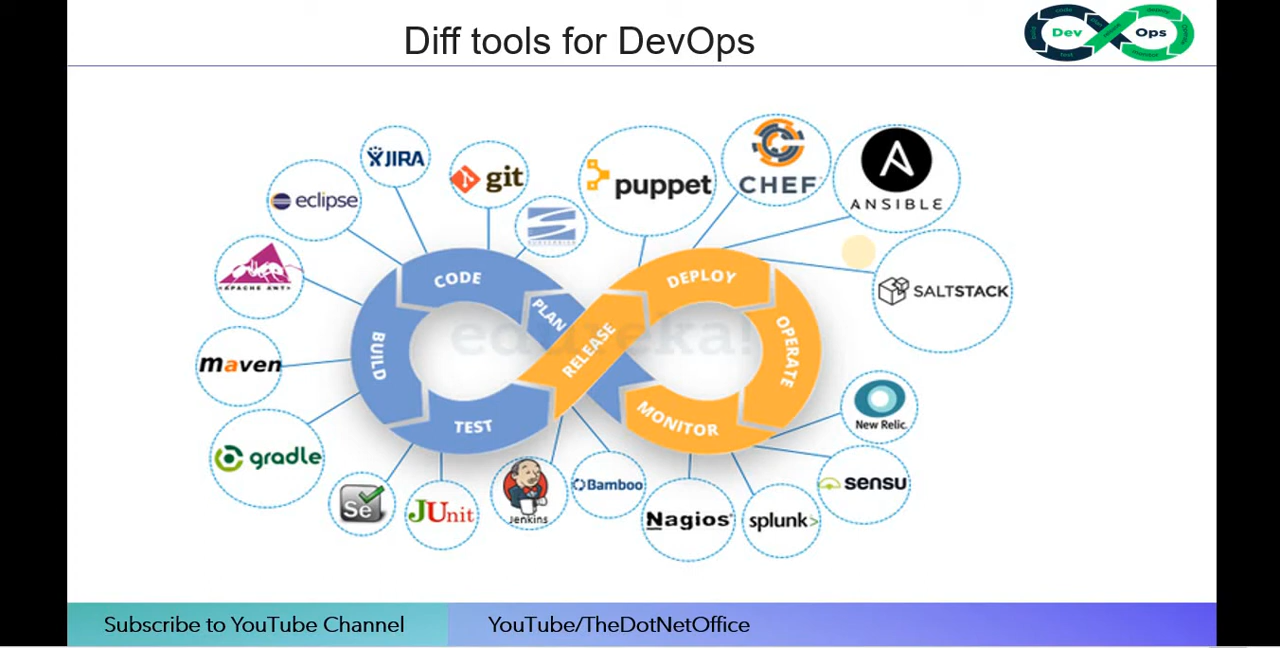 Diff tools for DevOps
Dev Ops
JIRA
git
puppet
CHEF
ANSIBLE
eclipse
SUBVERSION
APACHE ANT
SALTSTACK
maven
gradle
CODE
PLAN
BUILD
TEST
RELEASE
DEPLOY
OPERATE
MONITOR
edureka!
New Relic.
sensu
Se
JUnit
Jenkins
Bamboo
Nagios®
splunk>
Subscribe to YouTube Channel
YouTube/TheDotNetOffice